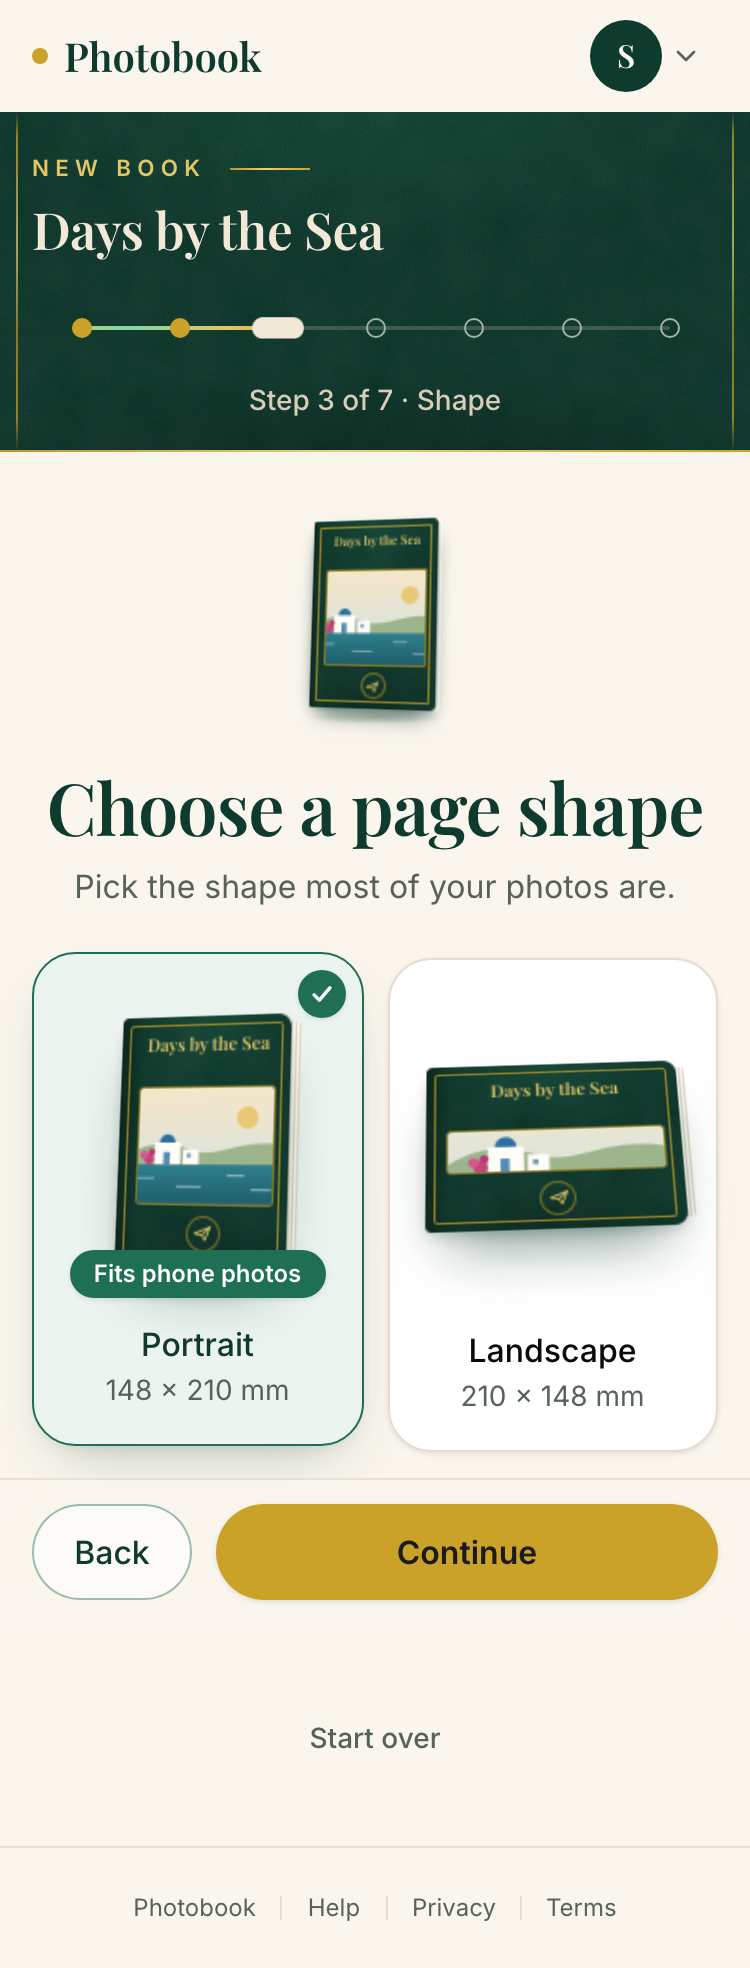 Photobook
S
NEW BOOK
Days by the Sea
Step 3 of 7 · Shape
Days by the Sea
Choose a page shape
Pick the shape most of your photos are.
Days by the Sea
Fits phone photos
Portrait
148 × 210 mm
Days by the Sea
Landscape
210 × 148 mm
Back
Continue
Start over
Photobook
Help
Privacy
Terms